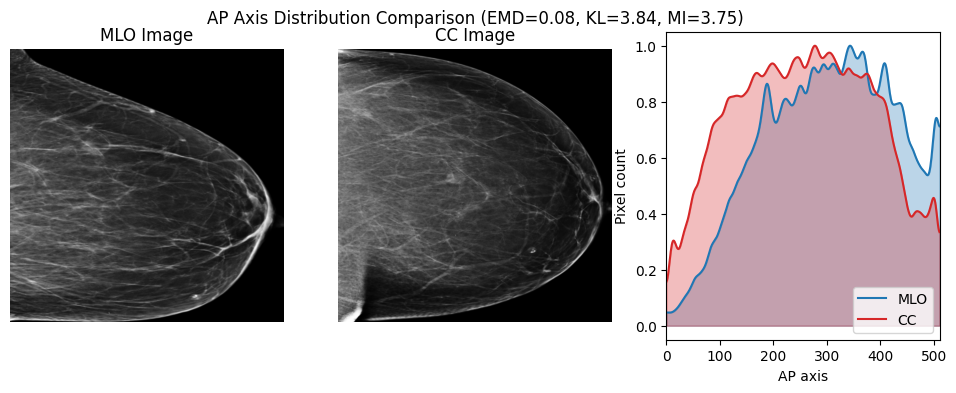 AP Axis Distribution Comparison (EMD=0.08, KL=3.84, MI=3.75)
MLO Image
CC Image
1.0
0.8
0.6
0.4
0.2
0.0
Pixel count
MLO
CC
0 100 200 300 400 500
AP axis